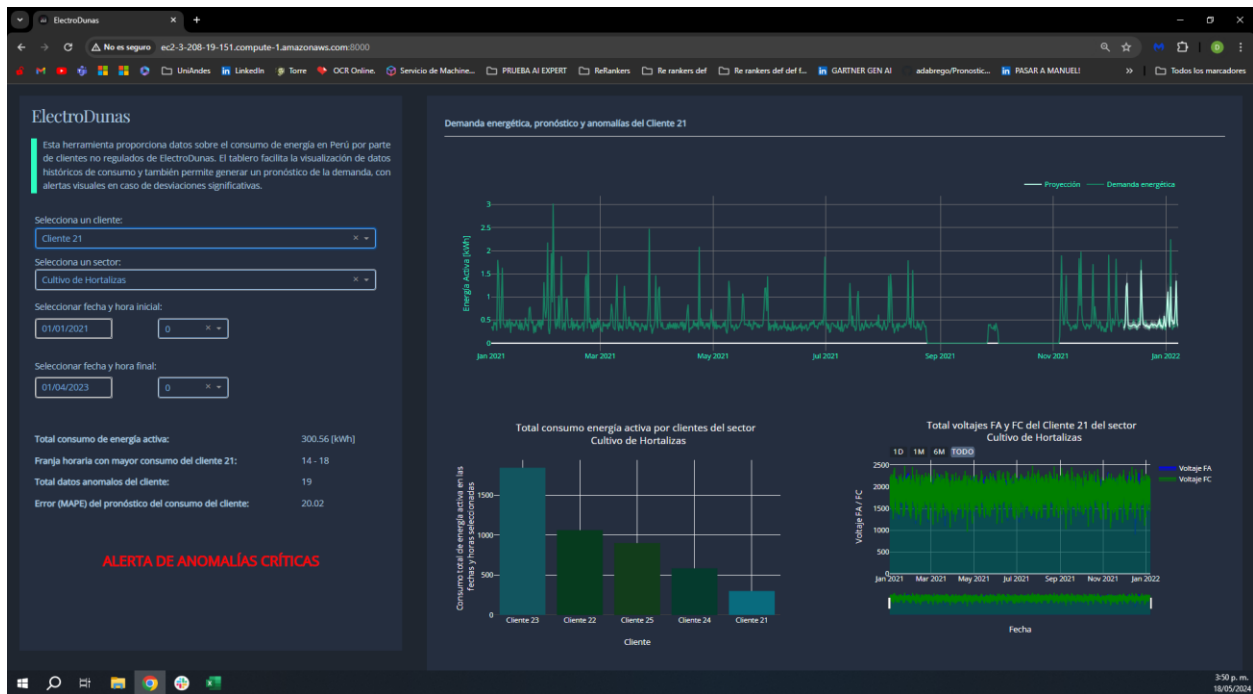 ElectroDunas
No es seguro ec2-3-208-19-151.compute-1.amazonaws.com:8000
UniAndes LinkedIn Torre OCR Online. Servicio de Machine... PRUEBA AI EXPERT ReRankers Re rankers def Re rankers def def f... GARTNER GEN AI adabrego/Pronostic... PASAR A MANUEL! » Todos los marcadores
ElectroDunas
Esta herramienta proporciona datos sobre el consumo de energía en Perú por parte
de clientes no regulados de ElectroDunas. El tablero facilita la visualización de datos
históricos de consumo y también permite generar un pronóstico de la demanda, con
alertas visuales en caso de desviaciones significativas.
Selecciona un cliente:
Cliente 21
Selecciona un sector:
Cultivo de Hortalizas
Seleccionar fecha y hora inicial:
01/01/2021 0
Seleccionar fecha y hora final:
01/04/2023 0
Total consumo de energía activa: 300.56 [kWh]
Franja horaria con mayor consumo del cliente 21: 14 - 18
Total datos anomalos del cliente: 19
Error (MAPE) del pronóstico del consumo del cliente: 20.02
ALERTA DE ANOMALÍAS CRÍTICAS
Demanda energética, pronóstico y anomalías del Cliente 21
Proyección Demanda energética
Energía Activa [kWh]
3
2.5
2
1.5
1
0.5
0
Jan 2021 Mar 2021 May 2021 Jul 2021 Sep 2021 Nov 2021 Jan 2022
Total consumo energía activa por clientes del sector
Cultivo de Hortalizas
Consumo total de energía activa en las
fechas y horas seleccionadas
1500
1000
500
0
Cliente 23 Cliente 22 Cliente 25 Cliente 24 Cliente 21
Cliente
Total voltajes FA y FC del Cliente 21 del sector
Cultivo de Hortalizas
1D 1M 6M TODO
Voltaje FA
Voltaje FC
Voltaje FA / FC
2500
2000
1500
1000
500
0
Jan 2021 Mar 2021 May 2021 Jul 2021 Sep 2021 Nov 2021 Jan 2022
Fecha
3:50 p. m.
18/05/2024